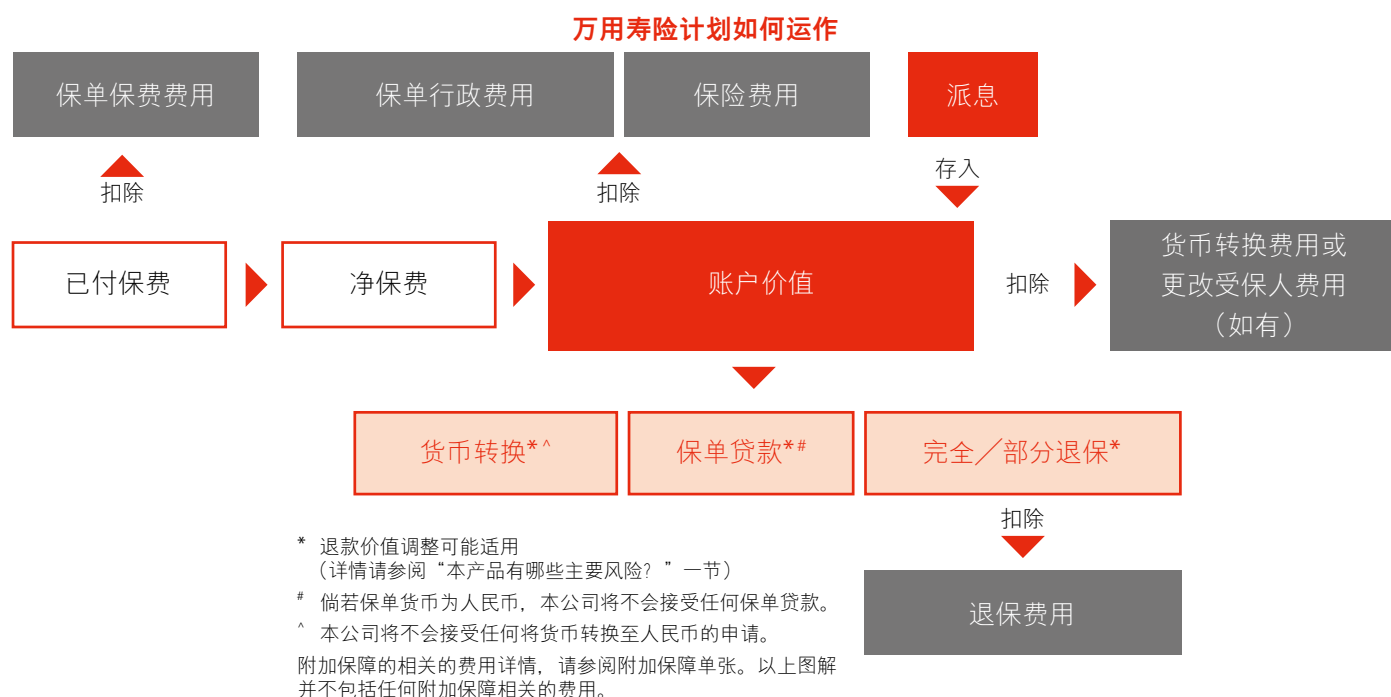 万用寿险计划如何运作
保单保费费用
保单行政费用
保险费用
派息
扣除
扣除
存入
已付保费
净保费
账户价值
扣除
货币转换费用或
更改受保人费用
（如有）
货币转换*^
保单贷款*#
完全／部分退保*
扣除
退保费用
* 退款价值调整可能适用
（详情请参阅“本产品有哪些主要风险？”一节）
# 倘若保单货币为人民币，本公司将不会接受任何保单贷款。
^ 本公司将不会接受任何将货币转换至人民币的申请。
附加保障的相关的费用详情，请参阅附加保障单张。以上图解
并不包括任何附加保障相关的费用。